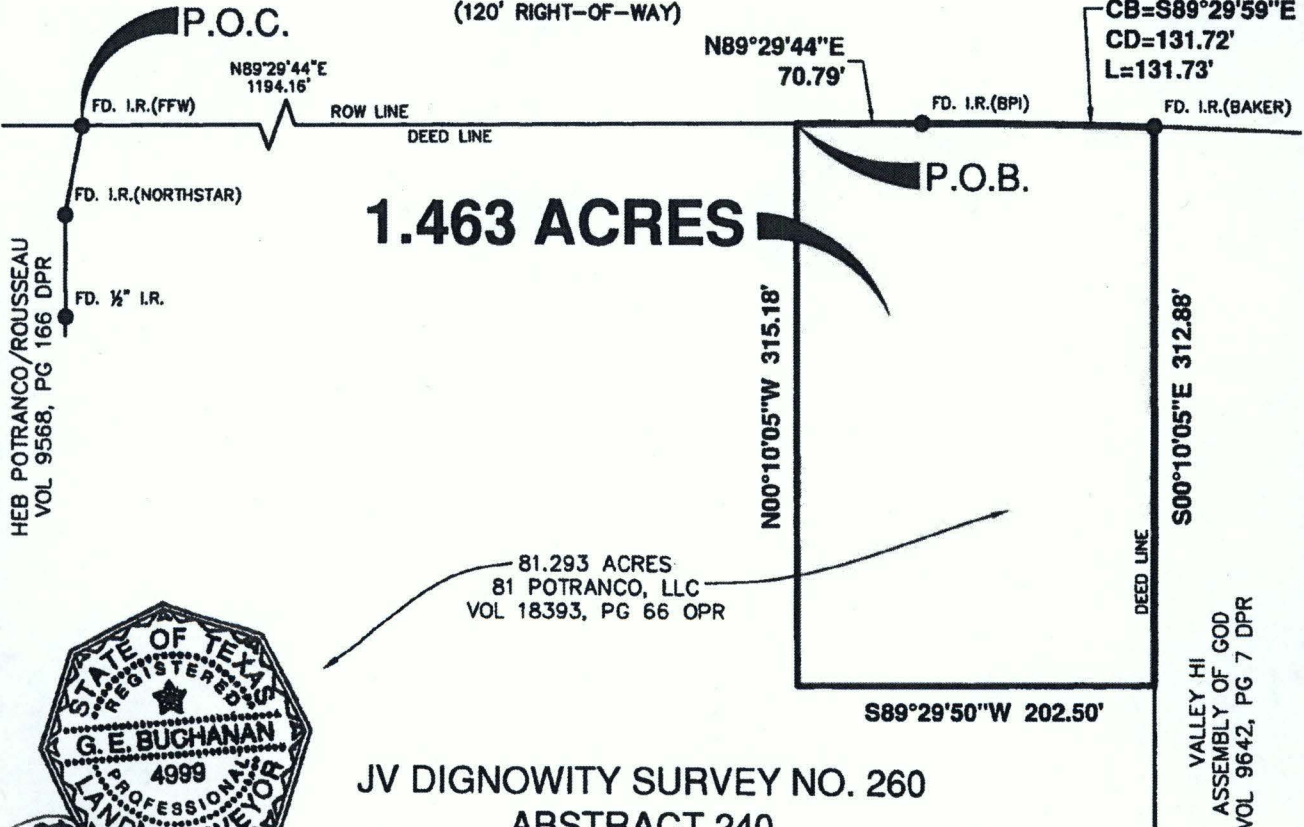 (120' RIGHT-OF-WAY)
P.O.C.
N89°29'44"E
1194.16'
N89°29'44"E
70.79'
CB=S89°29'59"E
CD=131.72'
L=131.73'
FD. I.R.(FFW)
ROW LINE
DEED LINE
FD. I.R.(BPI)
FD. I.R.(BAKER)
P.O.B.
FD. I.R.(NORTHSTAR)
1.463 ACRES
FD. ½" I.R.
HEB POTRANCO/ROUSSEAU
VOL 9568, PG 166 DPR
N00°10'05"W 315.18'
S00°10'05"E 312.88'
DEED LINE
81.293 ACRES
81 POTRANCO, LLC
VOL 18393, PG 66 OPR
S89°29'50"W 202.50'
VALLEY HI
ASSEMBLY OF GOD
VOL 9642, PG 7 DPR
STATE OF TEXAS
REGISTERED
G. E. BUCHANAN
4999
PROFESSIONAL
LAND SURVEYOR
JV DIGNOWITY SURVEY NO. 260
ABSTRACT 240